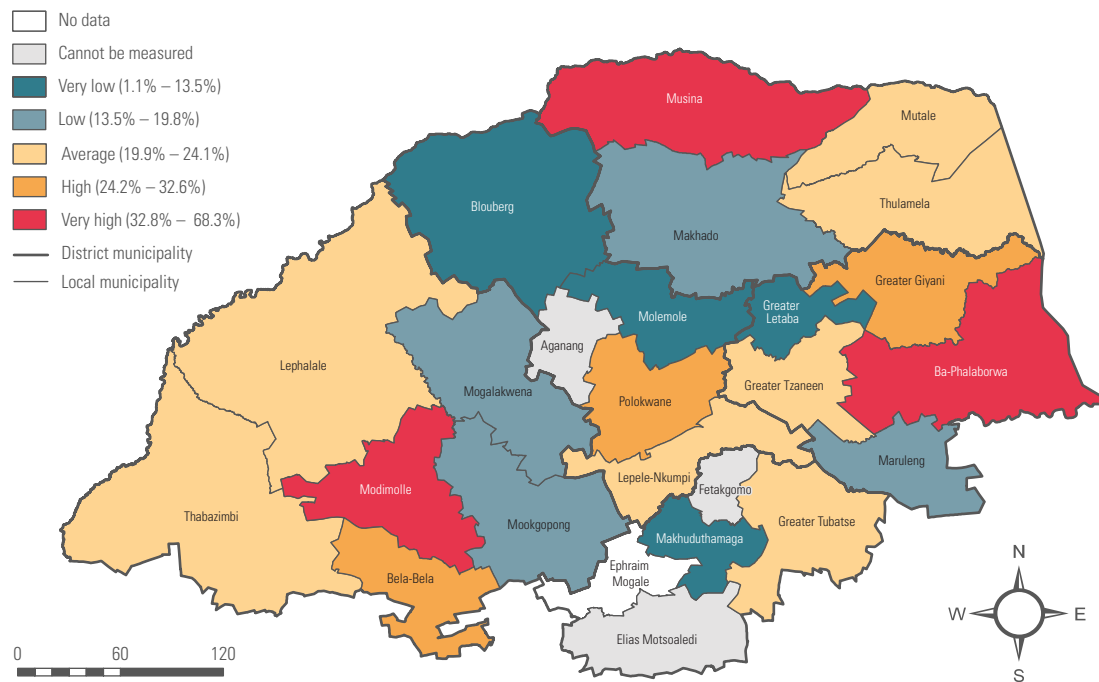 No data
Cannot be measured
Very low (1.1% – 13.5%)
Low (13.5% – 19.8%)
Average (19.9% – 24.1%)
High (24.2% – 32.6%)
Very high (32.8% – 68.3%)
District municipality
Local municipality
Musina
Mutale
Thulamela
Blouberg
Makhado
Greater Giyani
Greater
Letaba
Molemole
Aganang
Lephalale
Ba-Phalaborwa
Greater Tzaneen
Mogalakwena
Polokwane
Maruleng
Lepele-Nkumpi
Fetakgomo
Modimolle
Thabazimbi
Mookgopong
Greater Tubatse
Makhuduthamaga
Ephraim
Mogale
Bela-Bela
Elias Motsoaledi
N
W
E
S
0
60
120